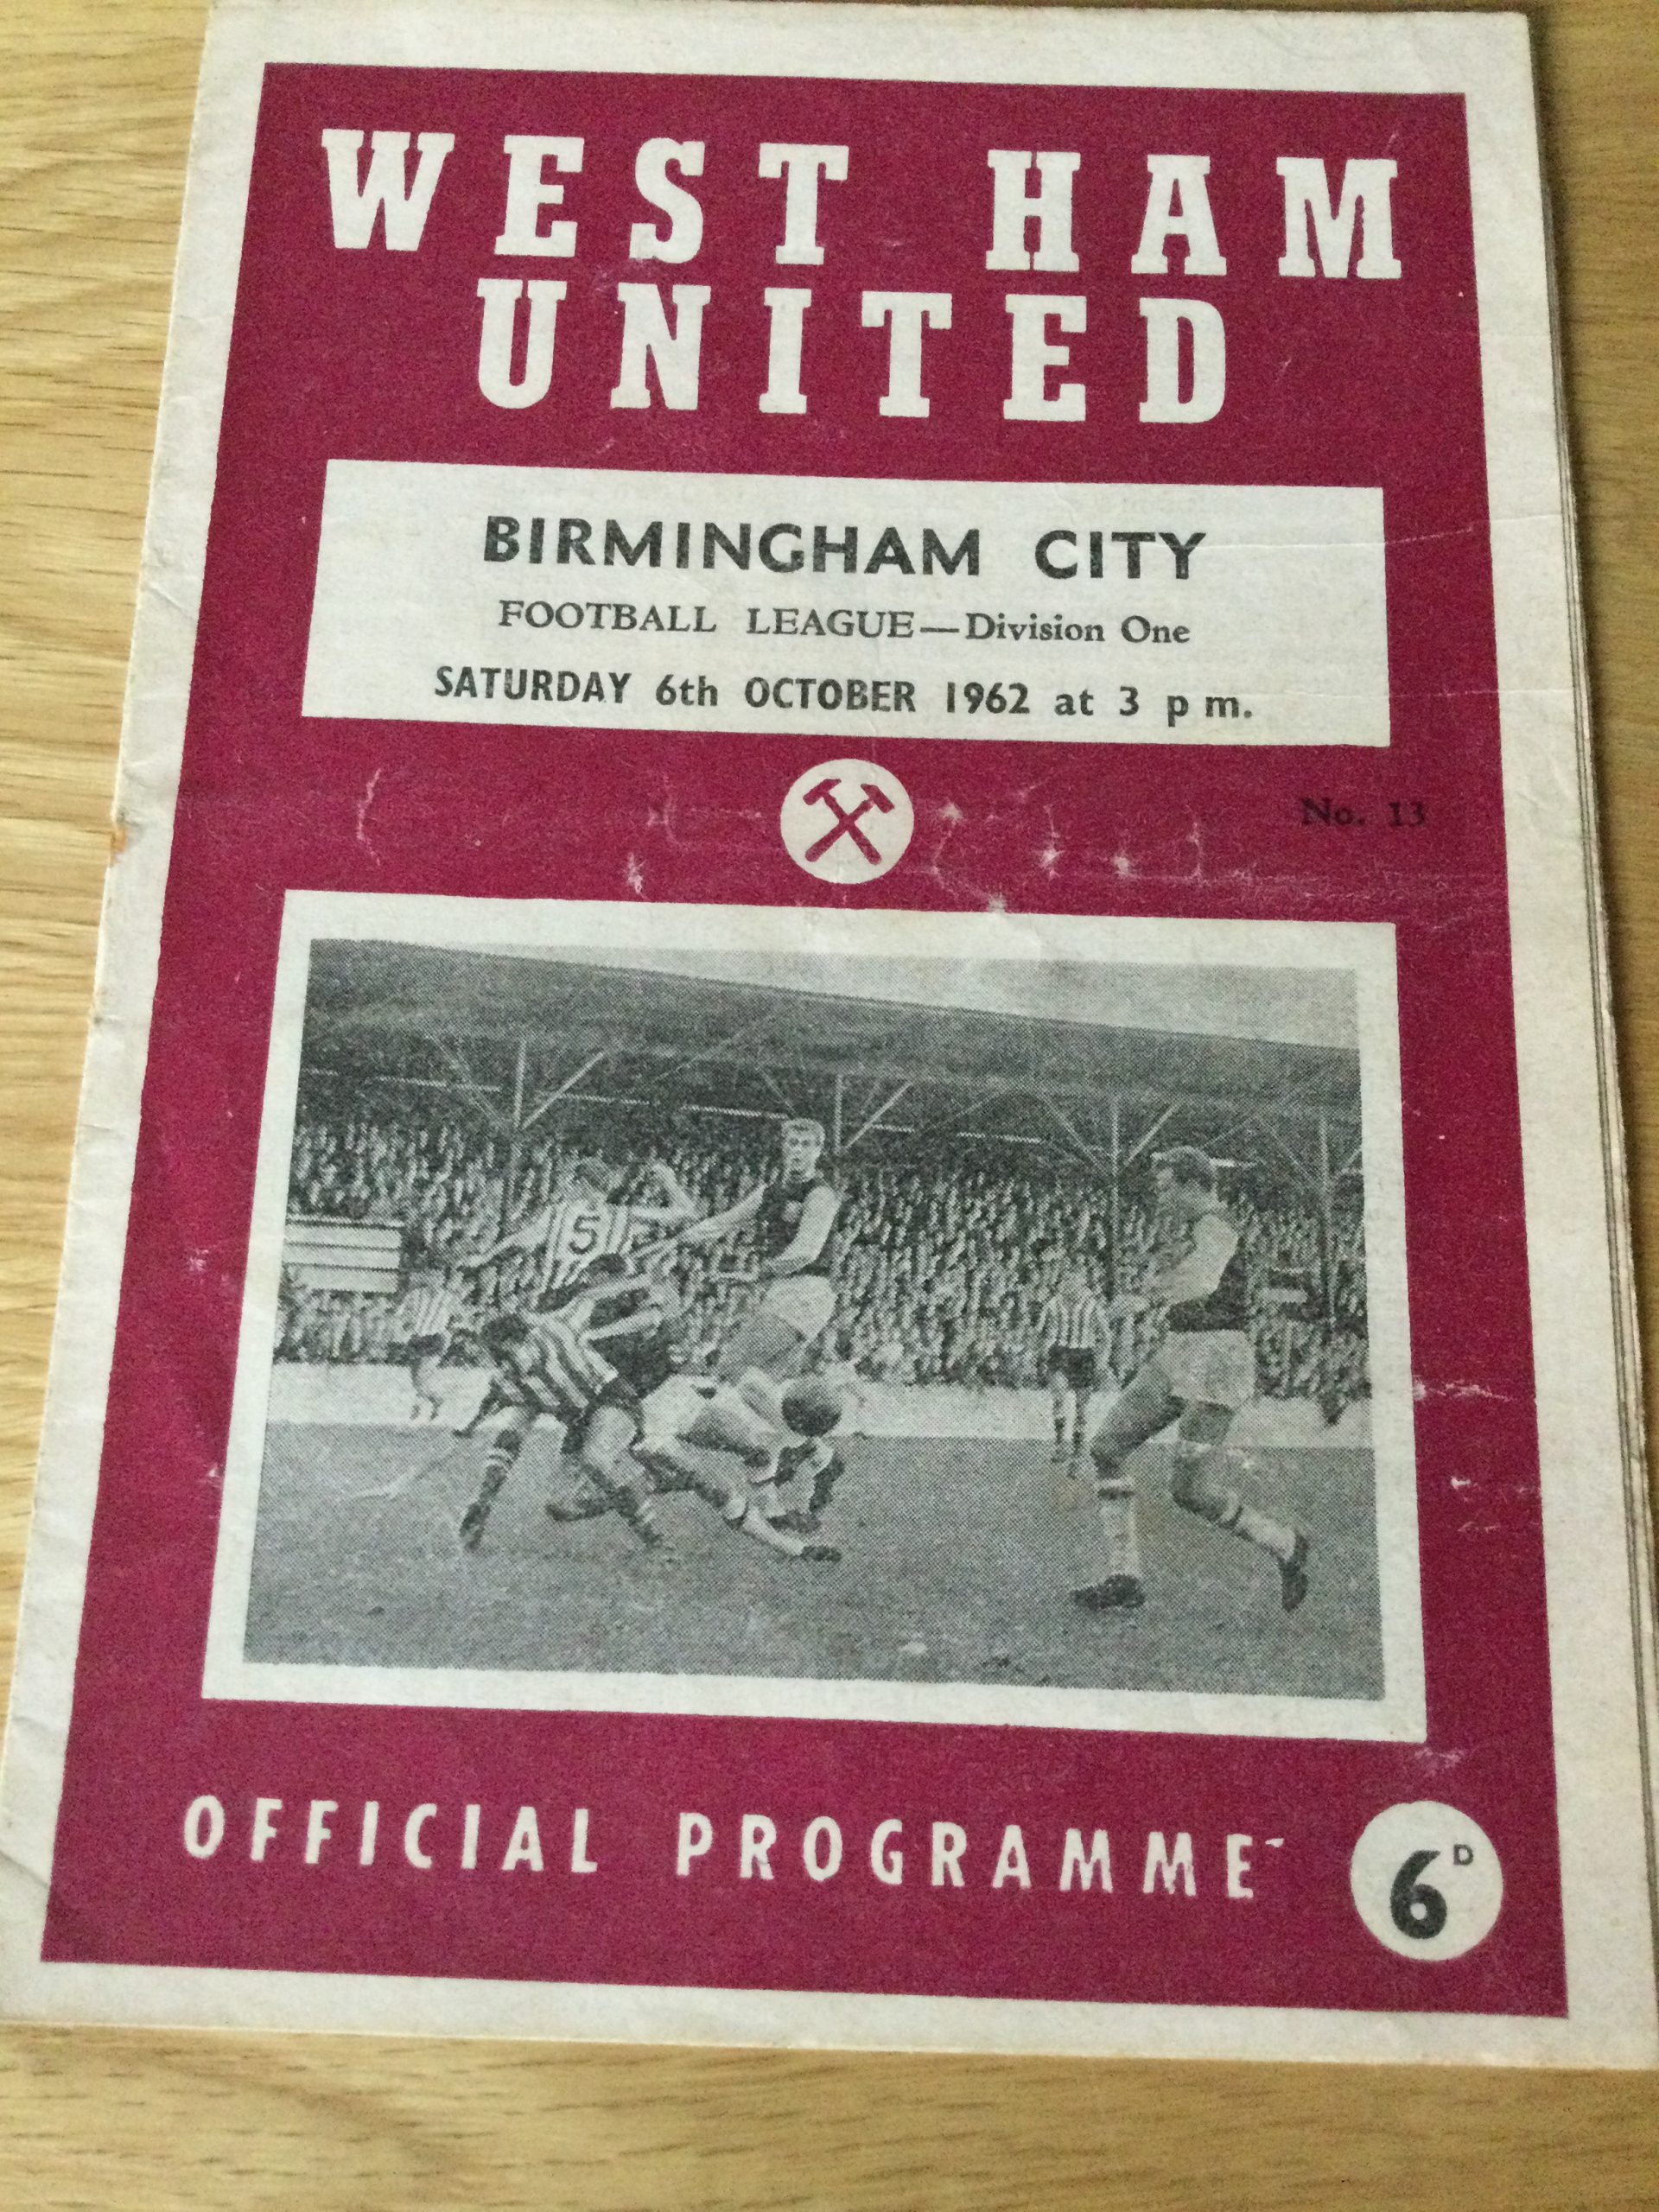 WEST HAM
UNITED
BIRMINGHAM CITY
FOOTBALL LEAGUE—Division One
SATURDAY 6th OCTOBER 1962 at 3 p m.
No. 13
5
OFFICIAL PROGRAMME
6D